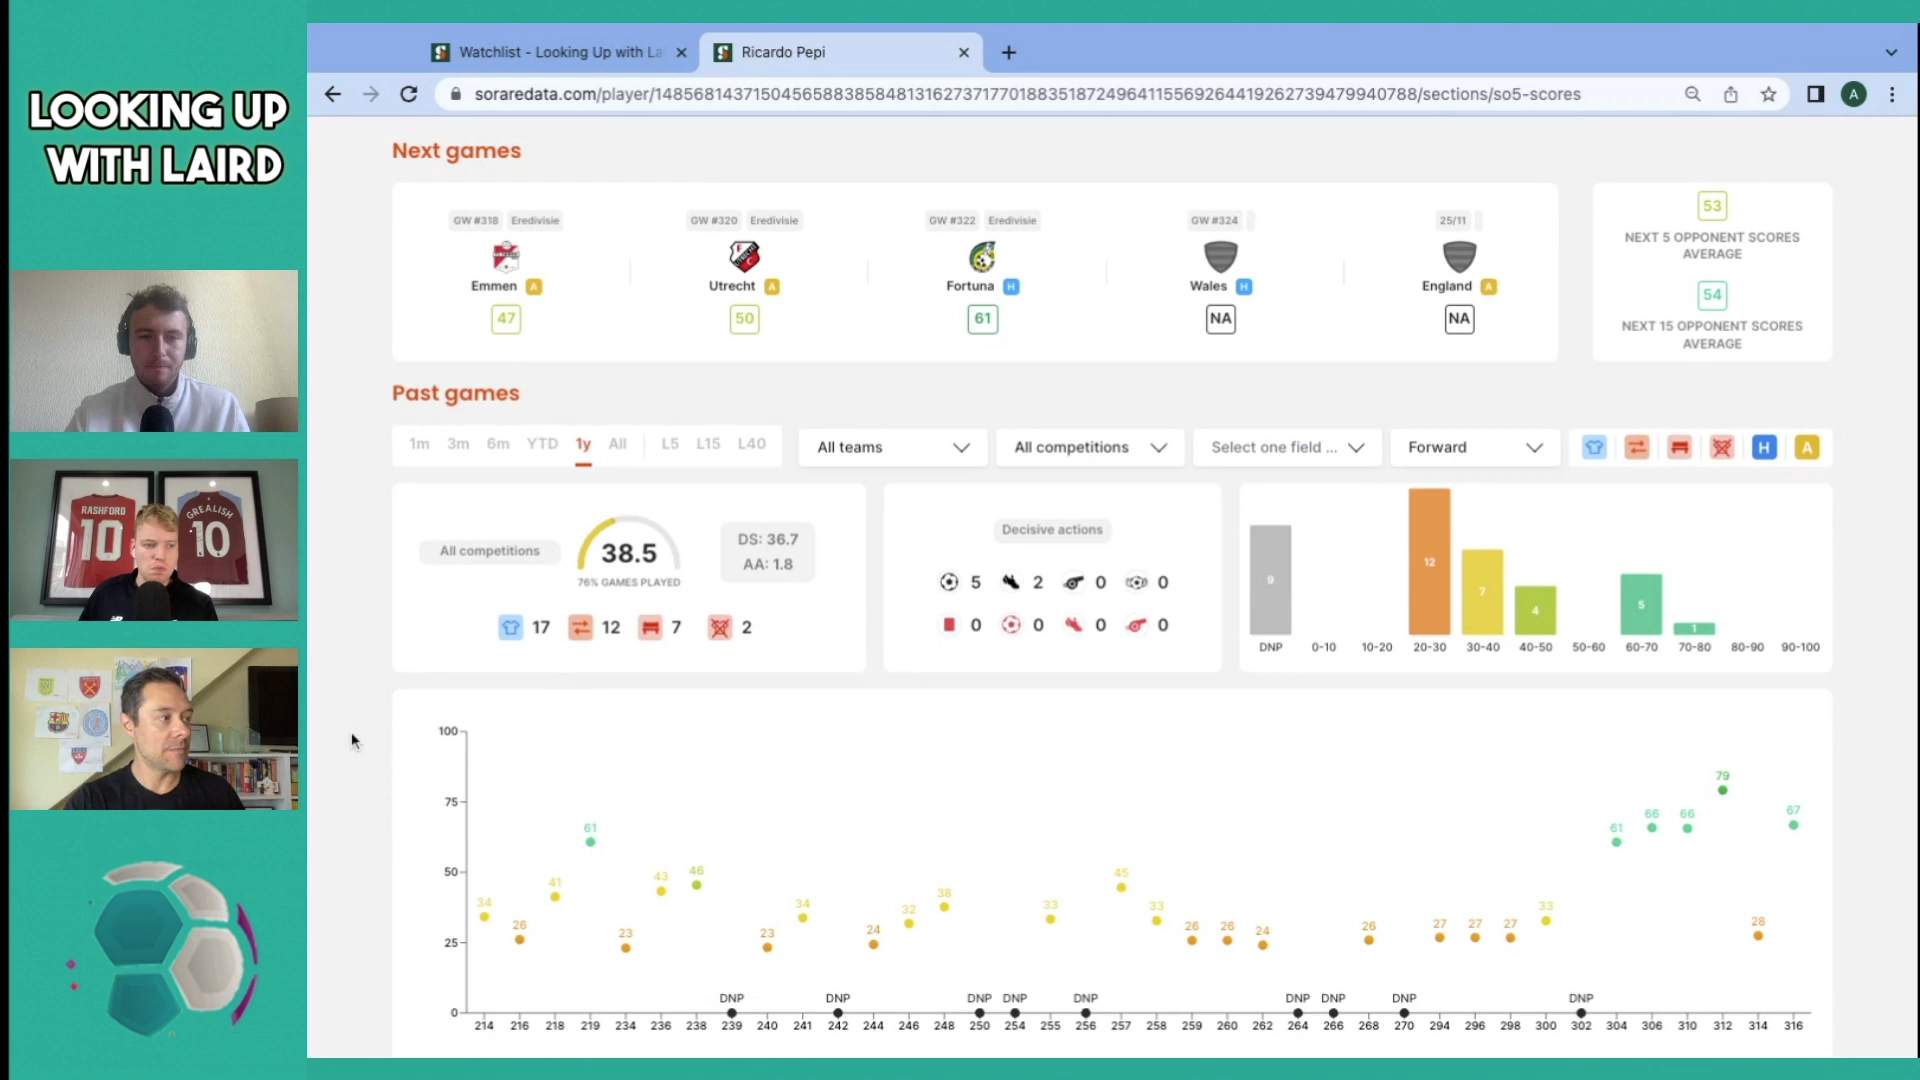 LOOKING UP
WITH LAIRD
RASHFORD
10
GREALISH
10
Watchlist - Looking Up with La
Ricardo Pepi
soraredata.com/player/14856814371504565883858481316273717701883518724964115569264419262739479940788/sections/so5-scores
A
Next games
GW #318 Eredivisie
Emmen A
47
GW #320 Eredivisie
Utrecht A
50
GW #322 Eredivisie
Fortuna H
61
GW #324
Wales H
NA
25/11
England A
NA
53
NEXT 5 OPPONENT SCORES
AVERAGE
54
NEXT 15 OPPONENT SCORES
AVERAGE
Past games
1m 3m 6m YTD 1y All L5 L15 L40
All teams
All competitions
Select one field ...
Forward
H A
All competitions
38.5
76% GAMES PLAYED
DS: 36.7
AA: 1.8
17 12 7 2
Decisive actions
5 2 0 0
0 0 0 0
9 12 7 4 5 1
DNP 0-10 10-20 20-30 30-40 40-50 50-60 60-70 70-80 80-90 90-100
100
75
50
25
0
34 26 41 61 23 43 46 DNP 23 34 DNP 24 32 38 DNP DNP 33 DNP 45 33 26 26 24 DNP DNP 26 DNP 27 27 27 33 DNP 61 66 66 79 28 67
214 216 218 219 234 236 238 239 240 241 242 244 246 248 250 254 255 256 257 258 259 260 262 264 266 268 270 294 296 298 300 302 304 306 310 312 314 316